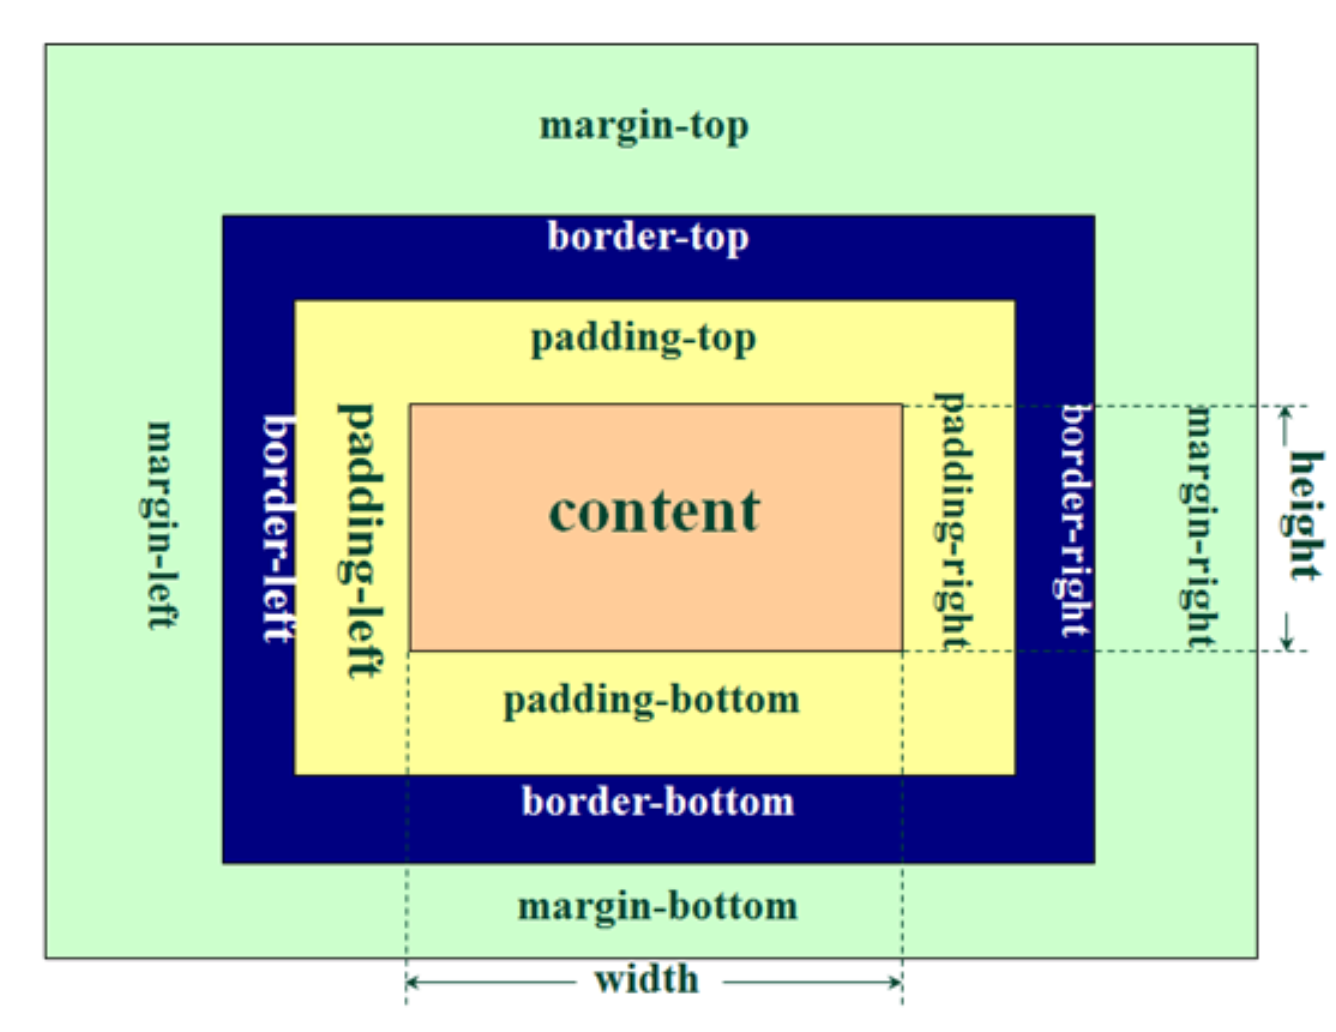 margin-top
border-top
padding-top
margin-left
border-left
padding-left
content
padding-right
border-right
margin-right
height
padding-bottom
border-bottom
margin-bottom
width